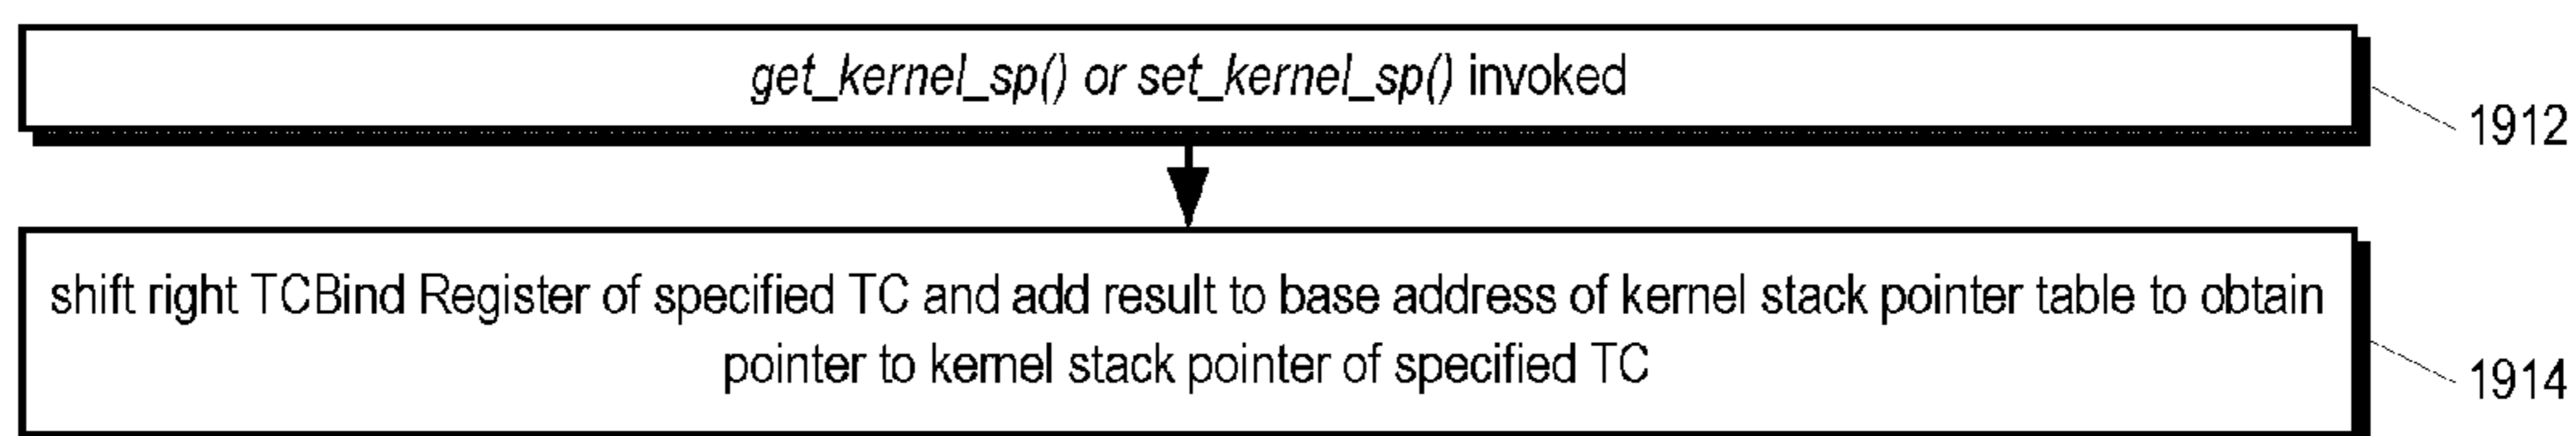 get_kernel_sp() or set_kernel_sp() invoked
1912
shift right TCBind Register of specified TC and add result to base address of kernel stack pointer table to obtain
pointer to kernel stack pointer of specified TC
1914